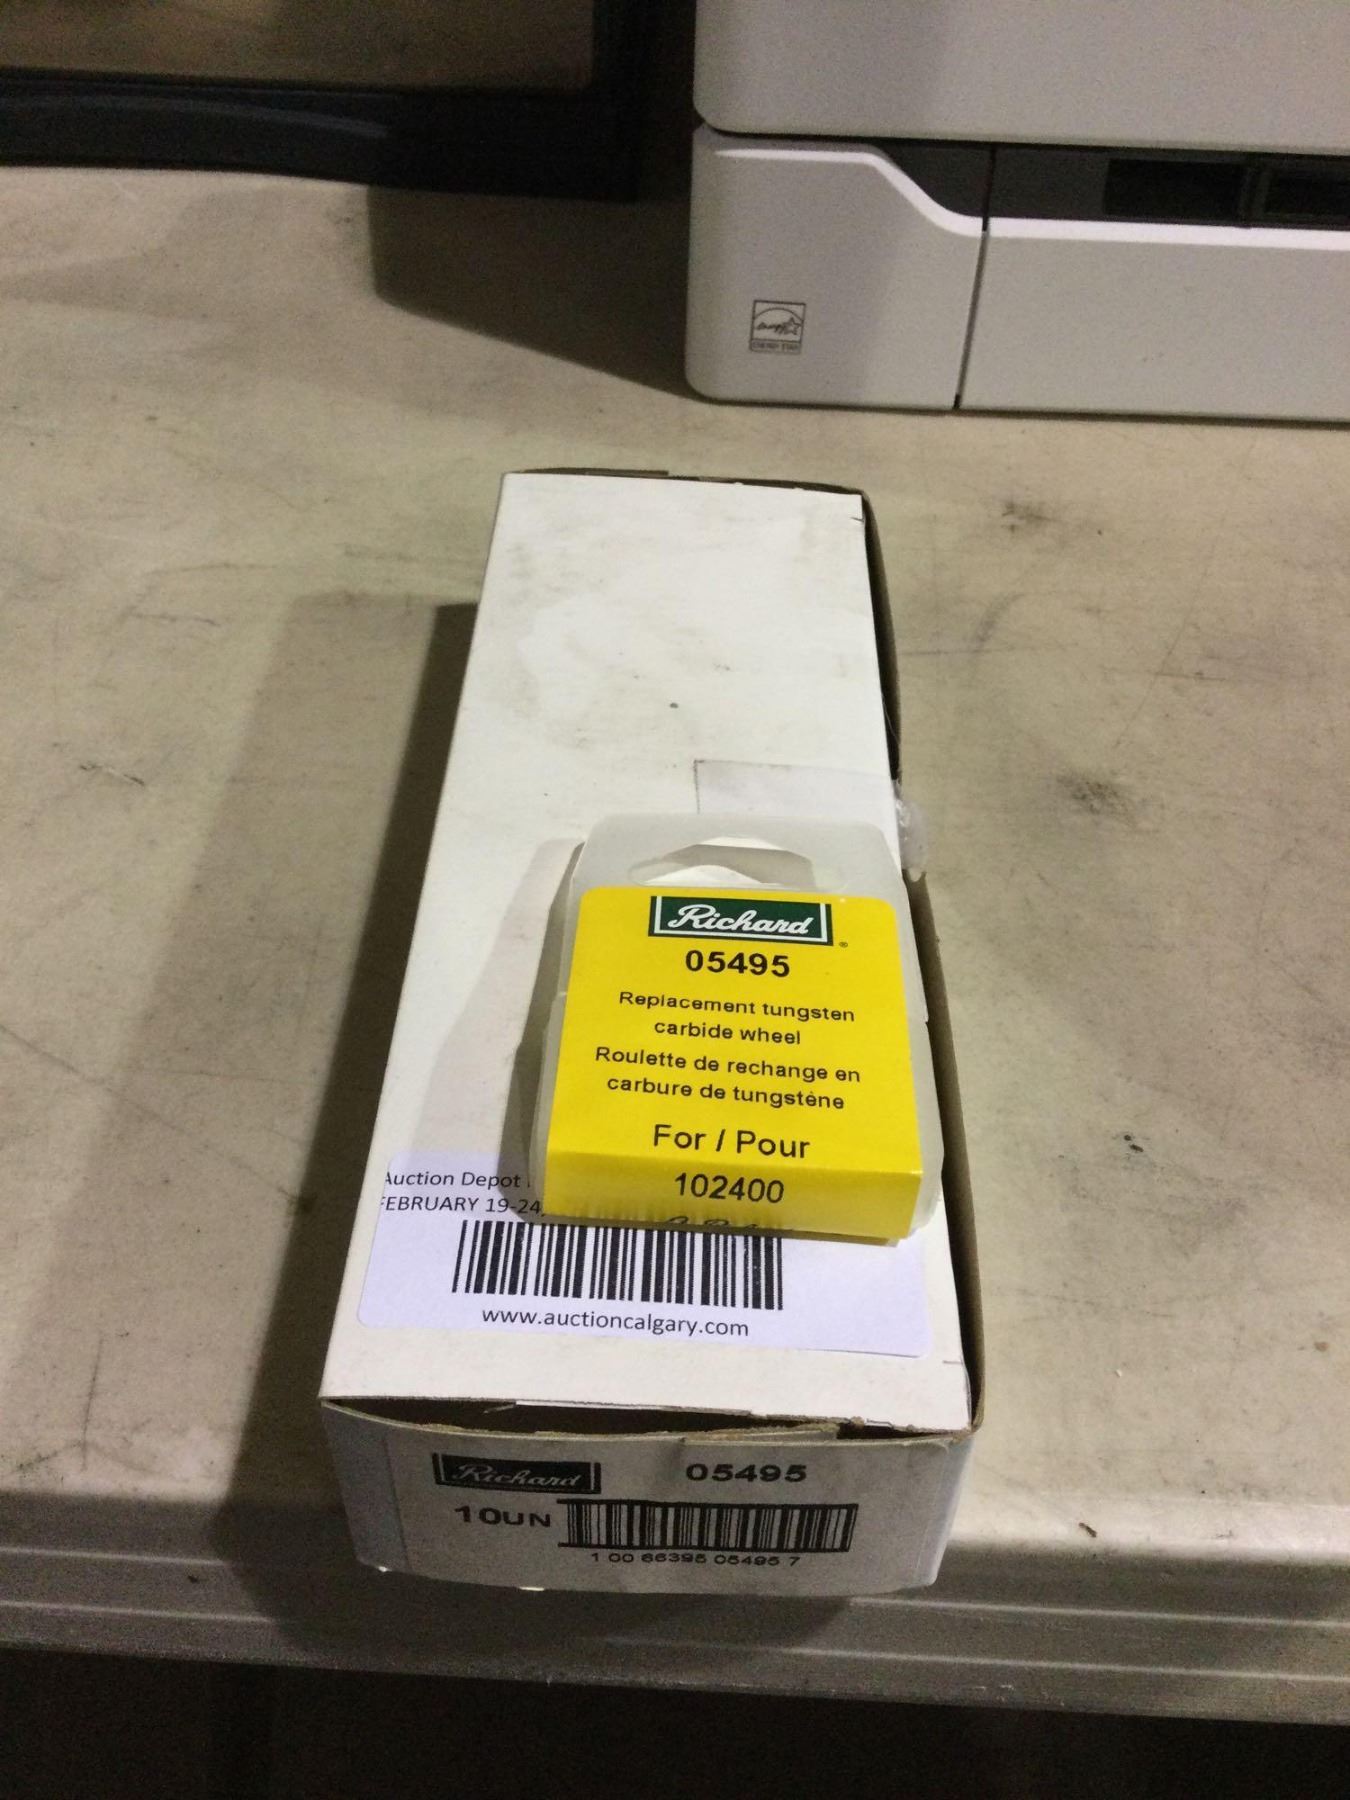 Richard
05495
Replacement tungsten
carbide wheel
Roulette de rechange en
carbure de tungstène
For / Pour
102400
Auction Depot
FEBRUARY 19-24,
www.auctioncalgary.com
Richard 05495
10UN
1 00 66395 05495 7